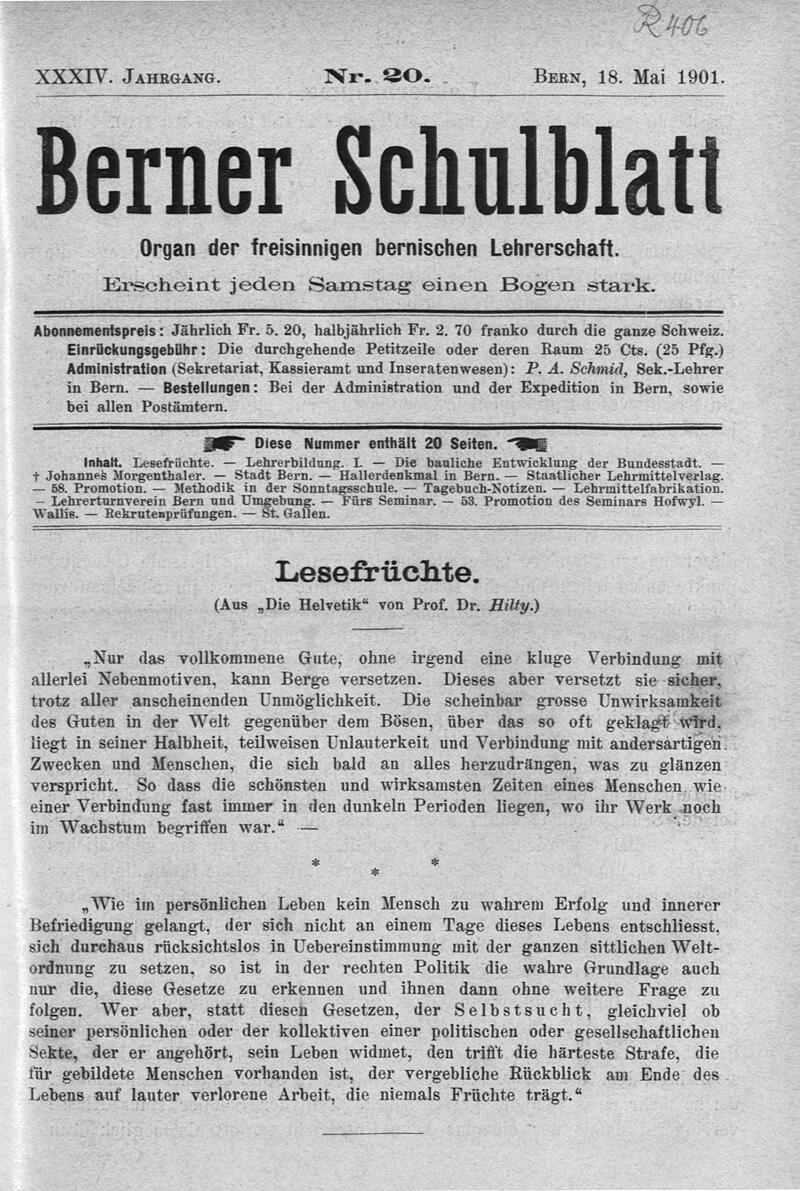 R 406
XXXIV. Jahrgang. Nr. 20. Bern, 18. Mai 1901.
Berner Schulblatt
Organ der freisinnigen bernischen Lehrerschaft.
Erscheint jeden Samstag einen Bogen stark.
Abonnementspreis: Jährlich Fr. 5. 20, halbjährlich Fr. 2. 70 franko durch die ganze Schweiz.
Einrückungsgebühr: Die durchgehende Petitzeile oder deren Raum 25 Cts. (25 Pfg.)
Administration (Sekretariat, Kassieramt und Inseratenwesen): P. A. Schmid, Sek.-Lehrer
in Bern. — Bestellungen: Bei der Administration und der Expedition in Bern, sowie
bei allen Postämtern.
Diese Nummer enthält 20 Seiten.
Inhalt. Lesefrüchte. — Lehrerbildung. I. — Die bauliche Entwicklung der Bundesstadt. —
† Johannes Morgenthaler. — Stadt Bern. — Hallerdenkmal in Bern. — Staatlicher Lehrmittelverlag.
— 58. Promotion. — Methodik in der Sonntagsschule. — Tagebuch-Notizen. — Lehrmittelfabrikation.
— Lehrerturnverein Bern und Umgebung. — Fürs Seminar. — 53. Promotion des Seminars Hofwyl. —
Wallis. — Rekrutenprüfungen. — St. Gallen.
Lesefrüchte.
(Aus „Die Helvetik“ von Prof. Dr. Hilty.)
„Nur das vollkommene Gute, ohne irgend eine kluge Verbindung mit
allerlei Nebenmotiven, kann Berge versetzen. Dieses aber versetzt sie sicher,
trotz aller anscheinenden Unmöglichkeit. Die scheinbar grosse Unwirksamkeit
des Guten in der Welt gegenüber dem Bösen, über das so oft geklagt wird,
liegt in seiner Halbheit, teilweisen Unlauterkeit und Verbindung mit andersartigen
Zwecken und Menschen, die sich bald an alles herzudrängen, was zu glänzen
verspricht. So dass die schönsten und wirksamsten Zeiten eines Menschen wie
einer Verbindung fast immer in den dunkeln Perioden liegen, wo ihr Werk noch
im Wachstum begriffen war.“ —
* * *
„Wie im persönlichen Leben kein Mensch zu wahrem Erfolg und innerer
Befriedigung gelangt, der sich nicht an einem Tage dieses Lebens entschliesst,
sich durchaus rücksichtslos in Uebereinstimmung mit der ganzen sittlichen Welt-
ordnung zu setzen, so ist in der rechten Politik die wahre Grundlage auch
nur die, diese Gesetze zu erkennen und ihnen dann ohne weitere Frage zu
folgen. Wer aber, statt diesen Gesetzen, der Selbstsucht, gleichviel ob
seiner persönlichen oder der kollektiven einer politischen oder gesellschaftlichen
Sekte, der er angehört, sein Leben widmet, den trifft die härteste Strafe, die
für gebildete Menschen vorhanden ist, der vergebliche Rückblick am Ende des
Lebens auf lauter verlorene Arbeit, die niemals Früchte trägt.“